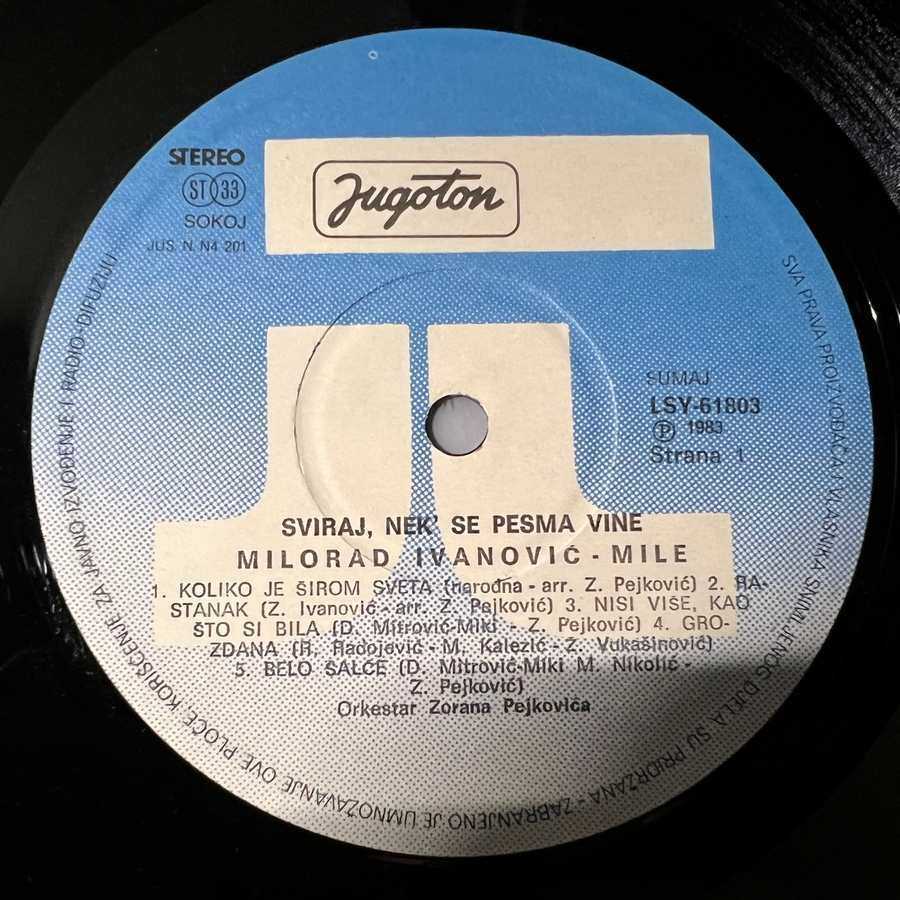 Jugoton
STEREO
ST 33
SOKOJ
JUS. N. N4 201
SUMAJ
LSY-61803
Ⓟ 1983
Strana 1
SVIRAJ, NEK' SE PESMA VINE
MILORAD IVANOVIĆ - MILE
1. KOLIKO JE ŠIROM SVETA (narodna - arr. Z. Pejković) 2. RA-
STANAK (Z. Ivanović - arr. Z. Pejković) 3. NISI VIŠE, KAO
ŠTO SI BILA (D. Mitrović-Miki - Z. Pejković) 4. GRO-
ZDANA (R. Radojević - M. Kalezić - Z. Vukašinović)
5. BELO SALČE (D. Mitrović-Miki M. Nikolić -
Z. Pejković)
Orkestar Zorana Pejkovića
SVA PRAVA PROIZVOĐAČA I VLASNIKA SNIMLJENOG DJELA SU PRIDRŽANA - ZABRANJENO JE UMNOŽAVANJE OVE PLOČE, KORIŠĆENJE ZA JAVNO IZVOĐENJE I RADIO-DIFUZIJU